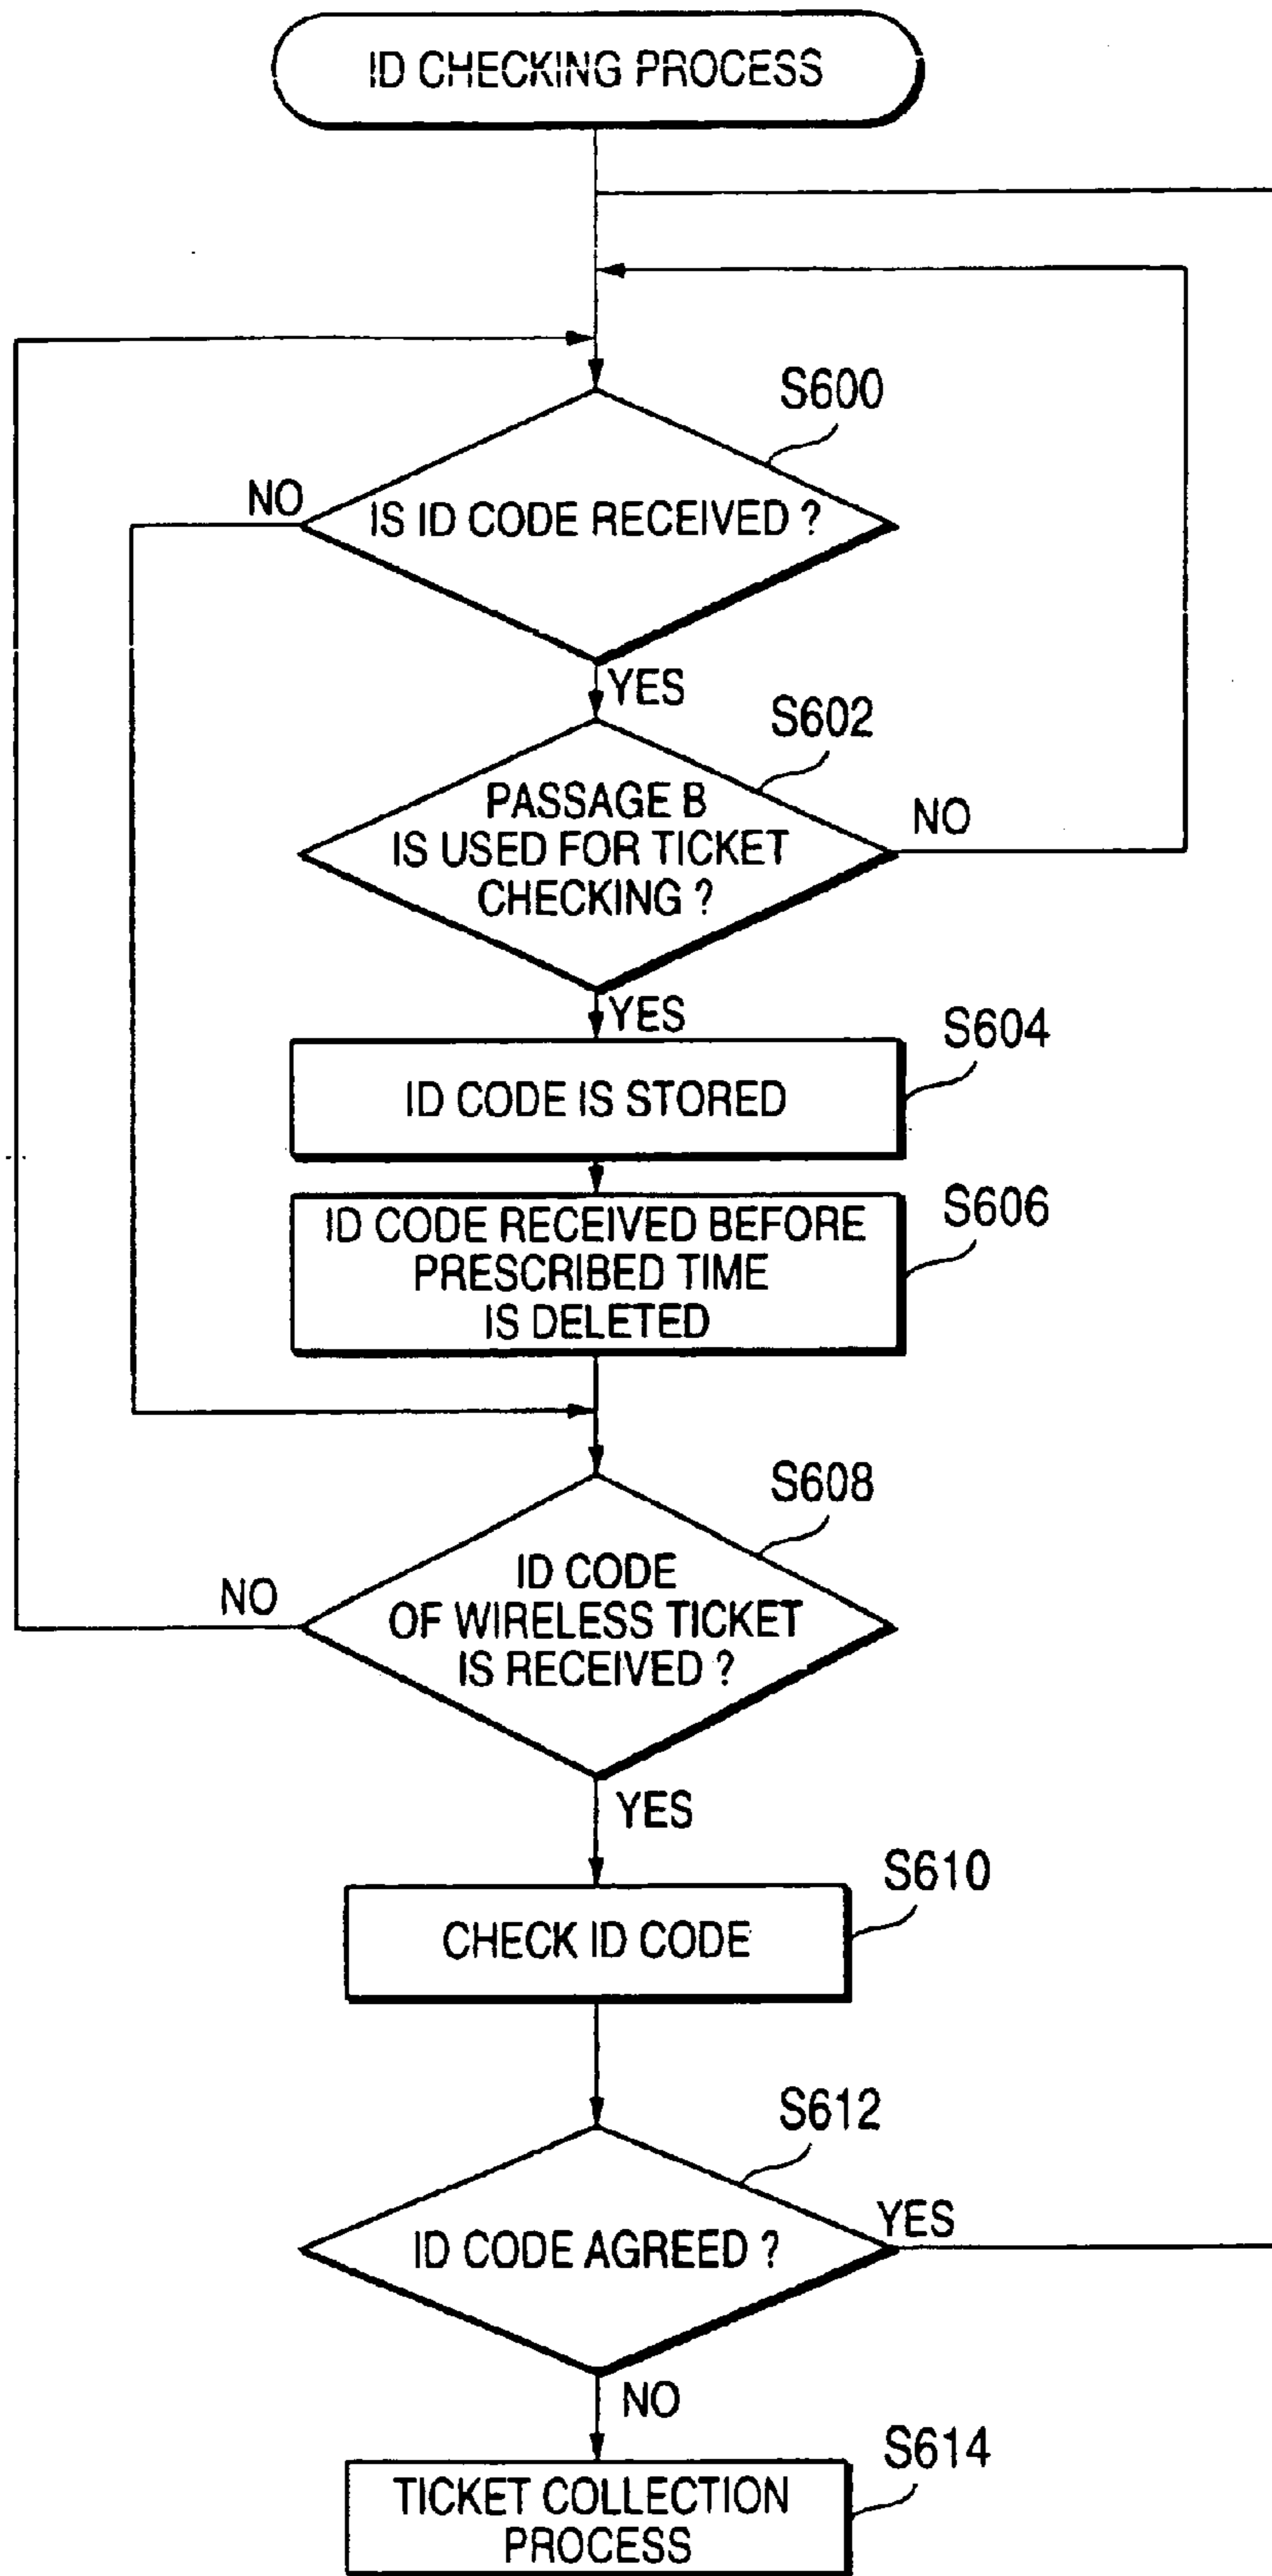 ID CHECKING PROCESS
S600
NO
IS ID CODE RECEIVED ?
YES
S602
PASSAGE B
IS USED FOR TICKET
CHECKING ?
NO
YES
S604
ID CODE IS STORED
S606
ID CODE RECEIVED BEFORE
PRESCRIBED TIME
IS DELETED
S608
NO
ID CODE
OF WIRELESS TICKET
IS RECEIVED ?
YES
S610
CHECK ID CODE
S612
ID CODE AGREED ?
YES
NO
S614
TICKET COLLECTION
PROCESS